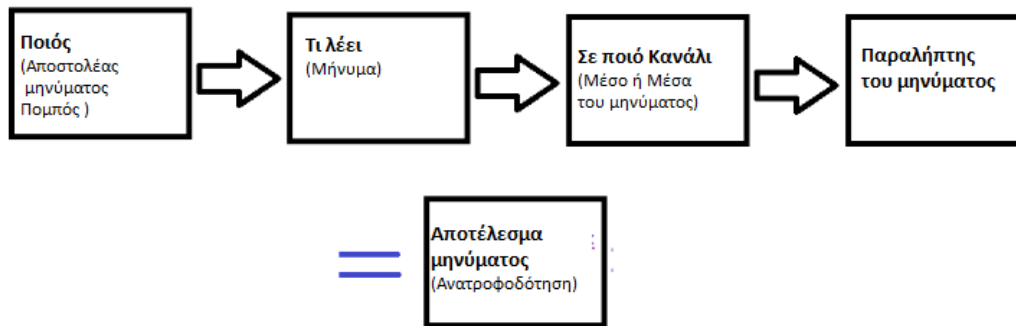 Ποιός
(Αποστολέας
μηνύματος
Πομπός )
Τι λέει
(Μήνυμα)
Σε ποιό Κανάλι
(Μέσο ή Μέσα
του μηνύματος)
Παραλήπτης
του μηνύματος
Αποτέλεσμα
μηνύματος
(Ανατροφοδότηση)